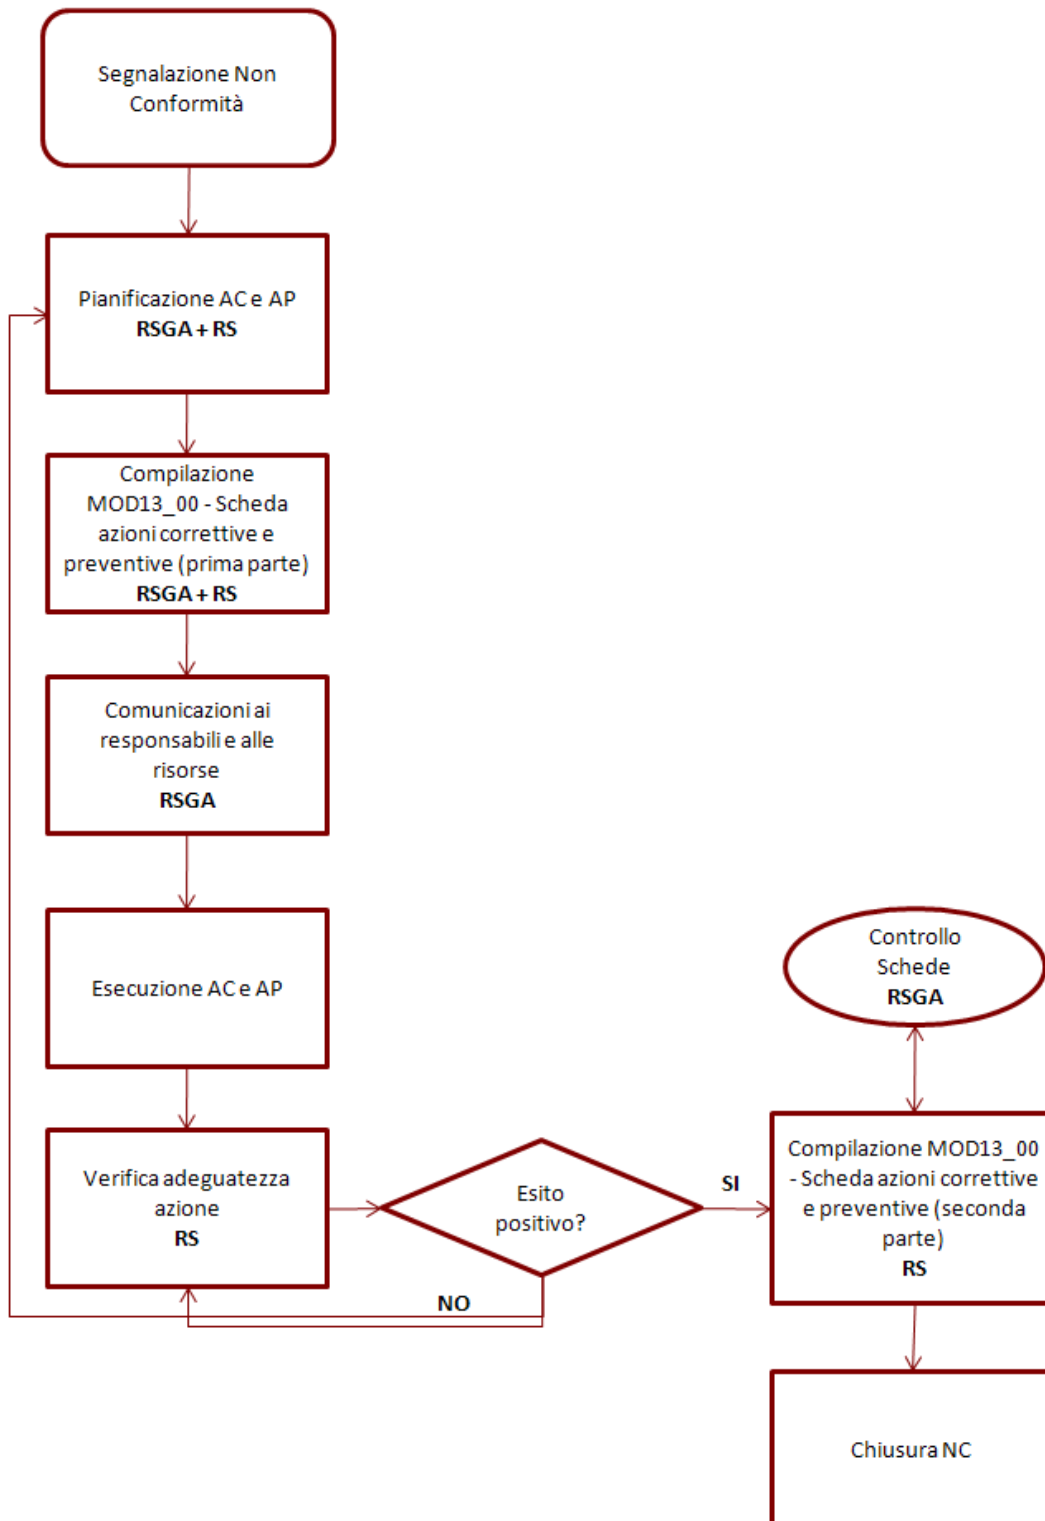 Segnalazione Non
Conformità
Pianificazione AC e AP
RSGA + RS
Compilazione
MOD13_00 - Scheda
azioni correttive e
preventive (prima parte)
RSGA + RS
Comunicazioni ai
responsabili e alle
risorse
RSGA
Esecuzione AC e AP
Verifica adeguatezza
azione
RS
Esito
positivo?
NO
SI
Controllo
Schede
RSGA
Compilazione MOD13_00
- Scheda azioni correttive
e preventive (seconda
parte)
RS
Chiusura NC